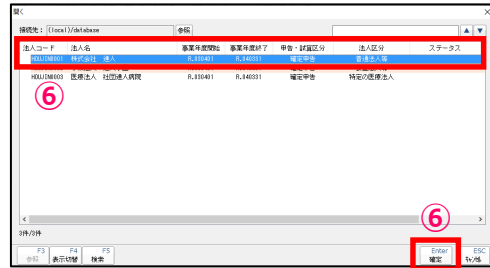 開く
接続先： (local)/database 参照
法人コード 法人名 事業年度開始 事業年度終了 申告・試算区分 法人区分 ステータス
HOUJIN0001 株式会社 達人 R.030401 R.040331 確定申告 普通法人等
HOUJIN0003 医療法人 社団達人病院 R.030401 R.040331 確定申告 特定の医療法人
⑥
⑥
3件/3件
F3 F4 F5 Enter ESC
参照 表示切替 検索 確定 ｷｬﾝｾﾙ